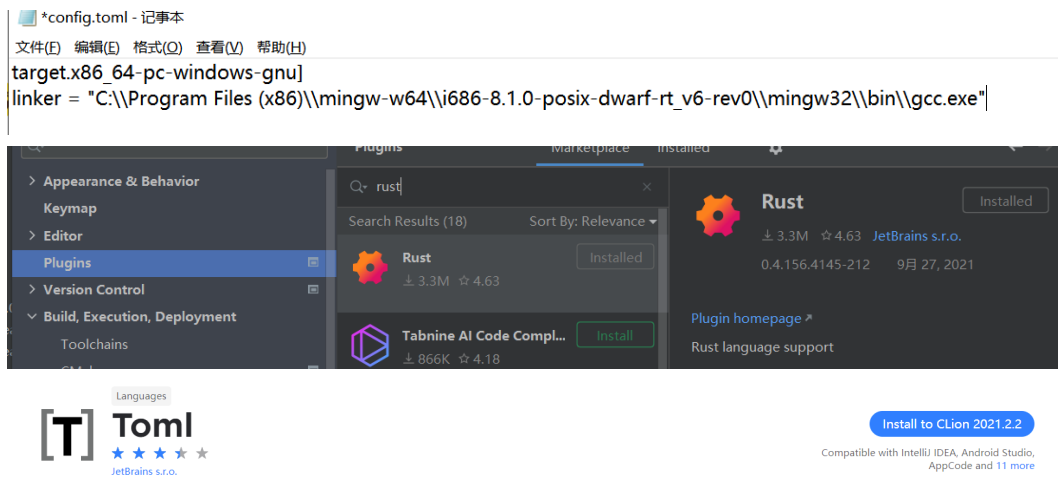 *config.toml - 记事本
文件(F) 编辑(E) 格式(O) 查看(V) 帮助(H)
target.x86_64-pc-windows-gnu]
linker = "C:\\Program Files (x86)\\mingw-w64\\i686-8.1.0-posix-dwarf-rt_v6-rev0\\mingw32\\bin\\gcc.exe"
Plugins Marketplace Installed
Appearance & Behavior
Keymap
Editor
Plugins
Version Control
Build, Execution, Deployment
Toolchains
rust
Search Results (18) Sort By: Relevance
Rust Installed
3.3M 4.63
Tabnine AI Code Compl... Install
866K 4.18
Rust Installed
3.3M 4.63 JetBrains s.r.o.
0.4.156.4145-212 9月 27, 2021
Plugin homepage
Rust language support
Languages
[T] Toml
JetBrains s.r.o.
Install to CLion 2021.2.2
Compatible with IntelliJ IDEA, Android Studio,
AppCode and 11 more